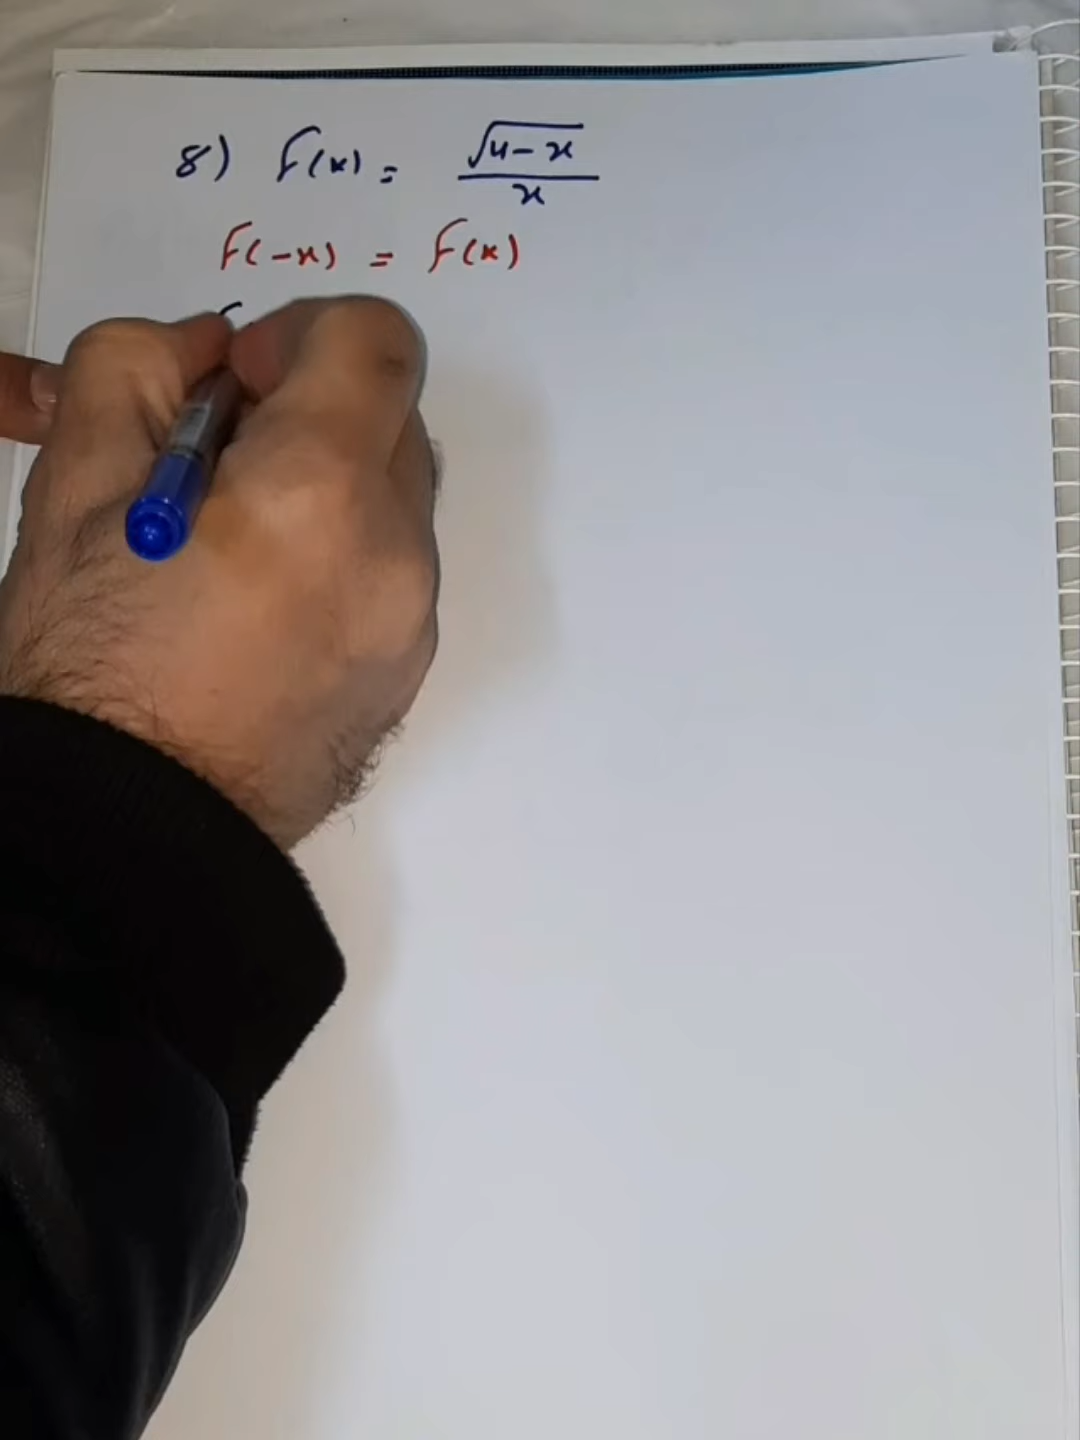 8) f(x) = √(4-x) / x
f(-x) = f(x)
f